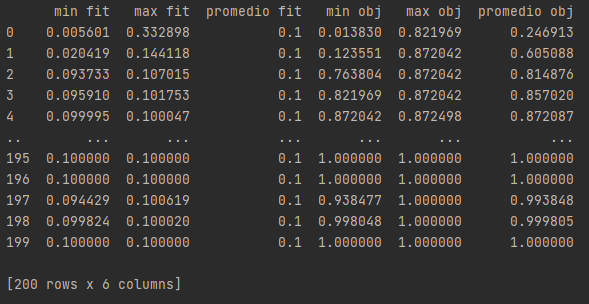 min fit max fit promedio fit min obj max obj promedio obj
0 0.005601 0.332898 0.1 0.013830 0.821969 0.246913
1 0.020419 0.144118 0.1 0.123551 0.872042 0.605088
2 0.093733 0.107015 0.1 0.763804 0.872042 0.814876
3 0.095910 0.101753 0.1 0.821969 0.872042 0.857020
4 0.099995 0.100047 0.1 0.872042 0.872498 0.872087
.. ... ... ... ... ... ...
195 0.100000 0.100000 0.1 1.000000 1.000000 1.000000
196 0.100000 0.100000 0.1 1.000000 1.000000 1.000000
197 0.094429 0.100619 0.1 0.938477 1.000000 0.993848
198 0.099824 0.100020 0.1 0.998048 1.000000 0.999805
199 0.100000 0.100000 0.1 1.000000 1.000000 1.000000
[200 rows x 6 columns]